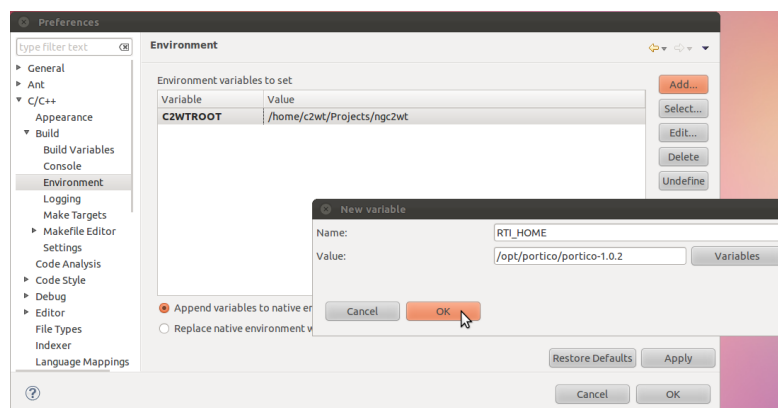 Preferences
type filter text
Environment
General
Ant
C/C++
Appearance
Build
Build Variables
Console
Environment
Logging
Make Targets
Makefile Editor
Settings
Code Analysis
Code Style
Debug
Editor
File Types
Indexer
Language Mappings
Environment variables to set
Variable Value
C2WTROOT /home/c2wt/Projects/ngc2wt
Add...
Select...
Edit...
Delete
Undefine
New variable
Name: RTI_HOME
Value: /opt/portico/portico-1.0.2 Variables
Cancel OK
Append variables to native
Replace native environment
Restore Defaults Apply
? Cancel OK